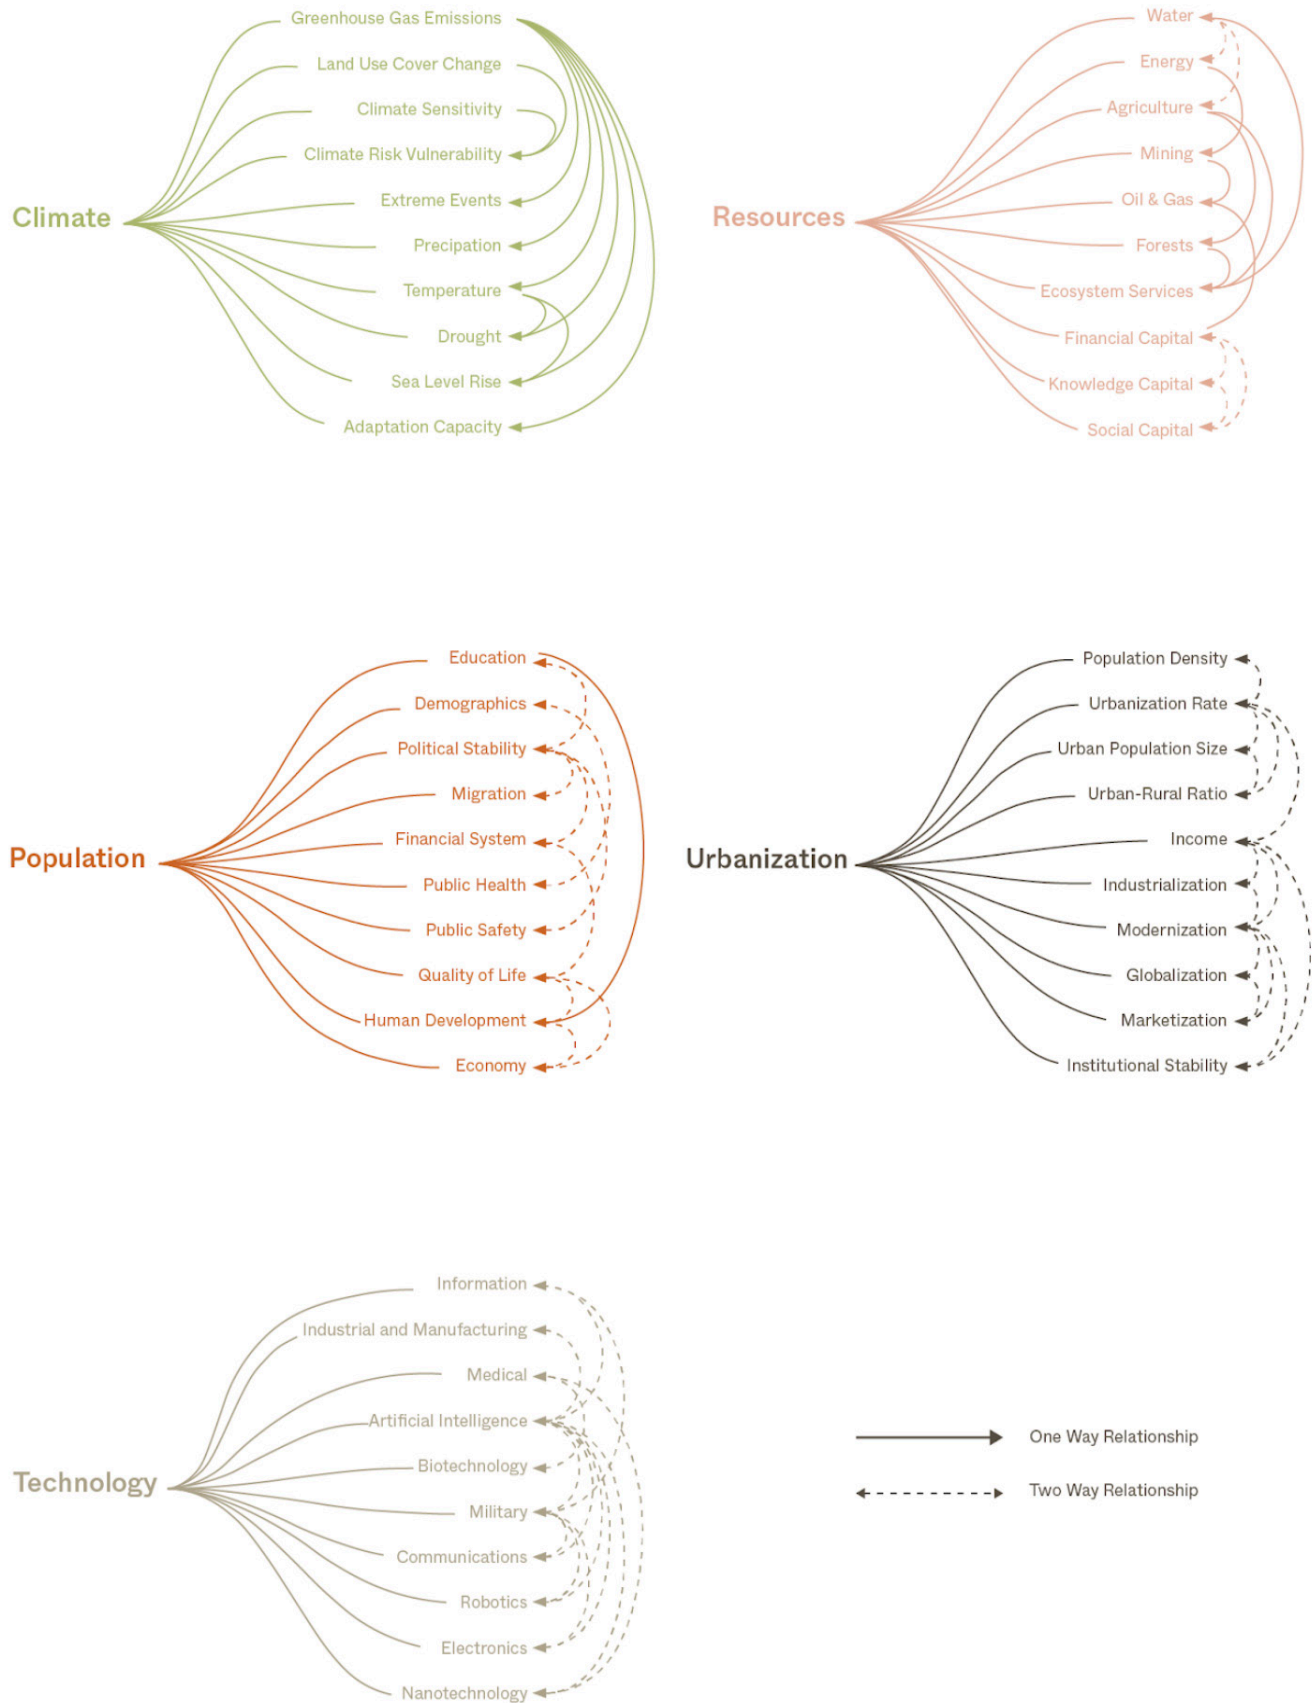 Climate
Greenhouse Gas Emissions
Land Use Cover Change
Climate Sensitivity
Climate Risk Vulnerability
Extreme Events
Precipation
Temperature
Drought
Sea Level Rise
Adaptation Capacity
Resources
Water
Energy
Agriculture
Mining
Oil & Gas
Forests
Ecosystem Services
Financial Capital
Knowledge Capital
Social Capital
Population
Education
Demographics
Political Stability
Migration
Financial System
Public Health
Public Safety
Quality of Life
Human Development
Economy
Urbanization
Population Density
Urbanization Rate
Urban Population Size
Urban-Rural Ratio
Income
Industrialization
Modernization
Globalization
Marketization
Institutional Stability
Technology
Information
Industrial and Manufacturing
Medical
Artificial Intelligence
Biotechnology
Military
Communications
Robotics
Electronics
Nanotechnology
One Way Relationship
Two Way Relationship